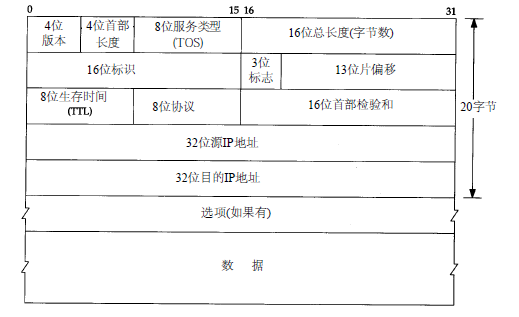 0 15 16 31
4位版本 4位首部长度 8位服务类型(TOS) 16位总长度(字节数)
16位标识 3位标志 13位片偏移
8位生存时间(TTL) 8位协议 16位首部检验和
20字节
32位源IP地址
32位目的IP地址
选项(如果有)
数 据